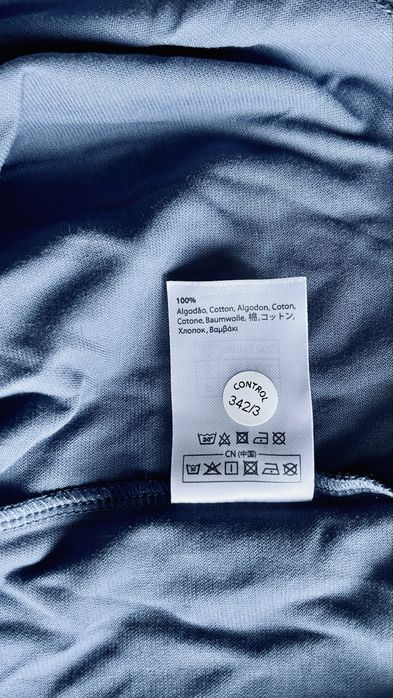 100%
Algodão, Cotton, Algodon, Coton,
Cotone, Baumwolle, 棉, コットン,
Хлопок, Βαμβάκι
CONTROL
342/3
30°
CN (中国)